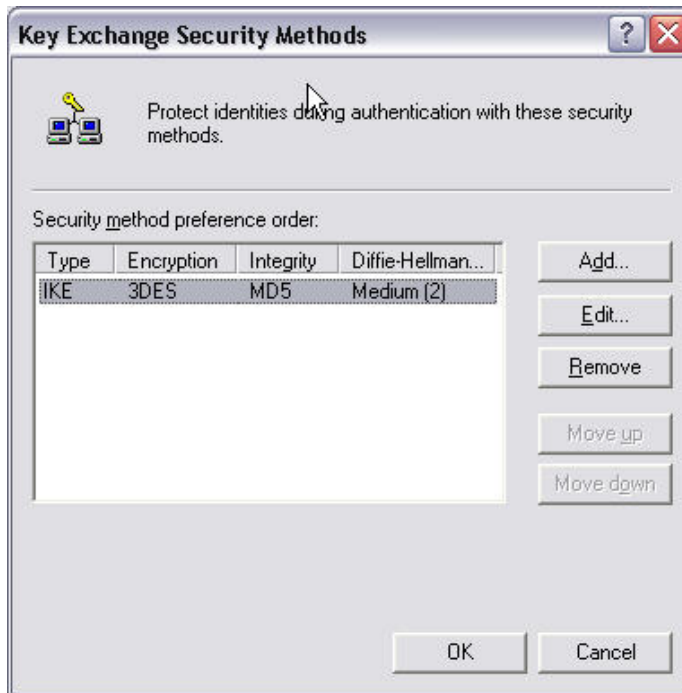 Key Exchange Security Methods
Protect identities during authentication with these security
methods.
Security method preference order:
Type Encryption Integrity Diffie-Hellman...
IKE 3DES MD5 Medium (2)
Add...
Edit...
Remove
Move up
Move down
OK Cancel